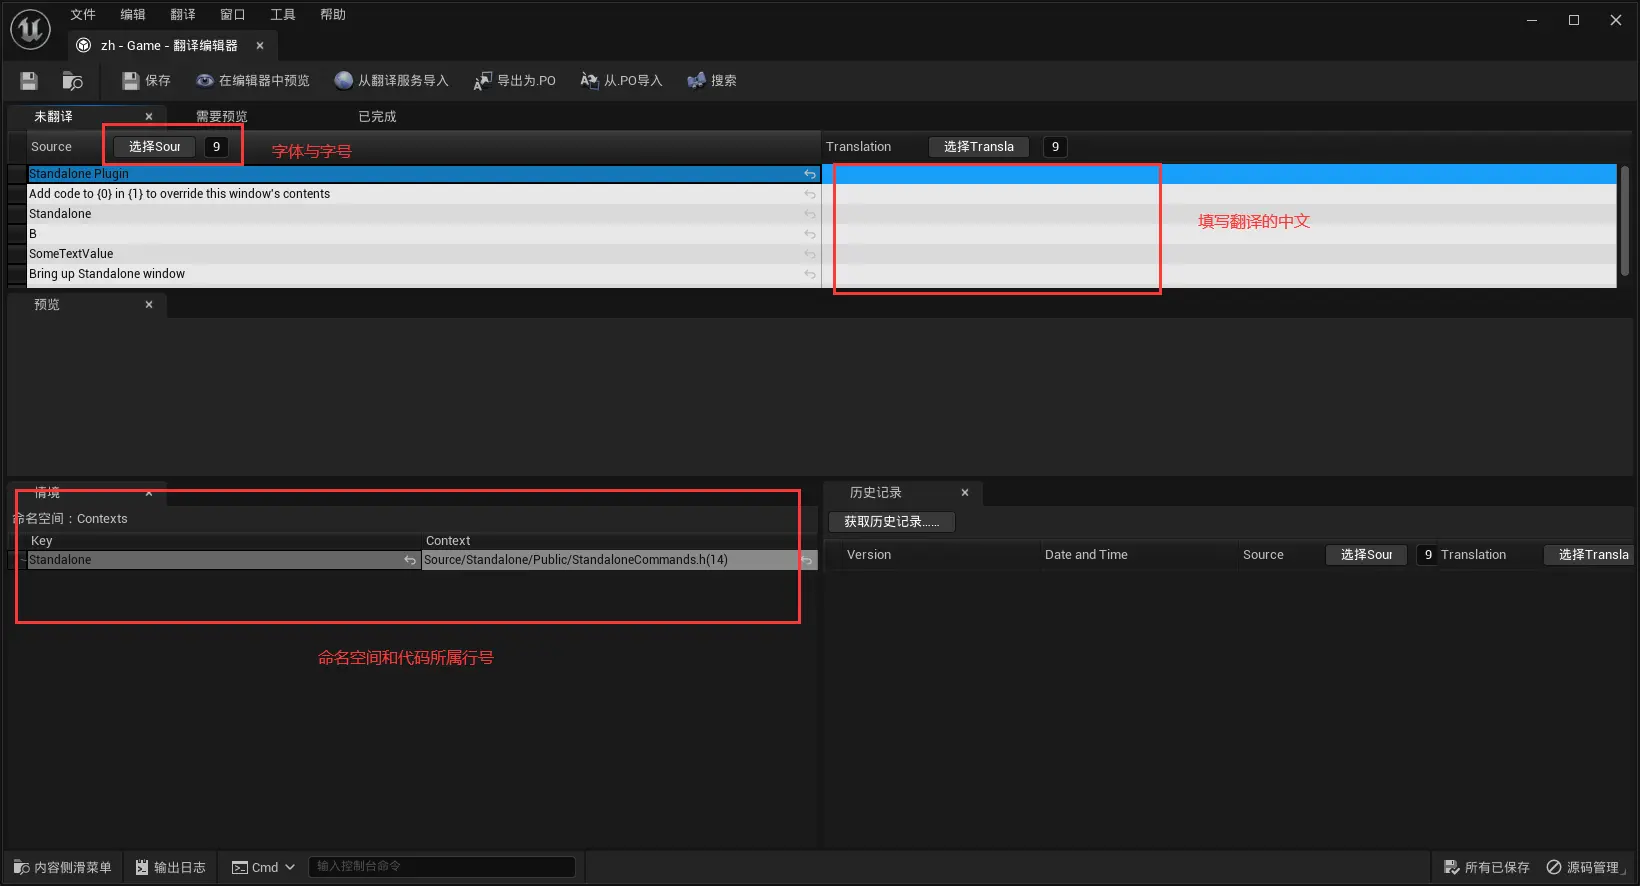 文件 编辑 翻译 窗口 工具 帮助
zh - Game - 翻译编辑器
保存 在编辑器中预览 从翻译服务导入 导出为.PO 从.PO导入 搜索
未翻译 需要预览 已完成
Source 选择Sour 9 字体与字号 Translation 选择Transla 9
Standalone Plugin
Add code to {0} in {1} to override this window's contents
Standalone
填写翻译的中文
B
SomeTextValue
Bring up Standalone window
预览
情境 历史记录
命名空间：Contexts 获取历史记录......
Key Context
Version Date and Time Source 选择Sour 9 Translation 选择Transla
Standalone Source/Standalone/Public/StandaloneCommands.h(14)
命名空间和代码所属行号
内容侧滑菜单 输出日志 Cmd 输入控制台命令 所有已保存 源码管理